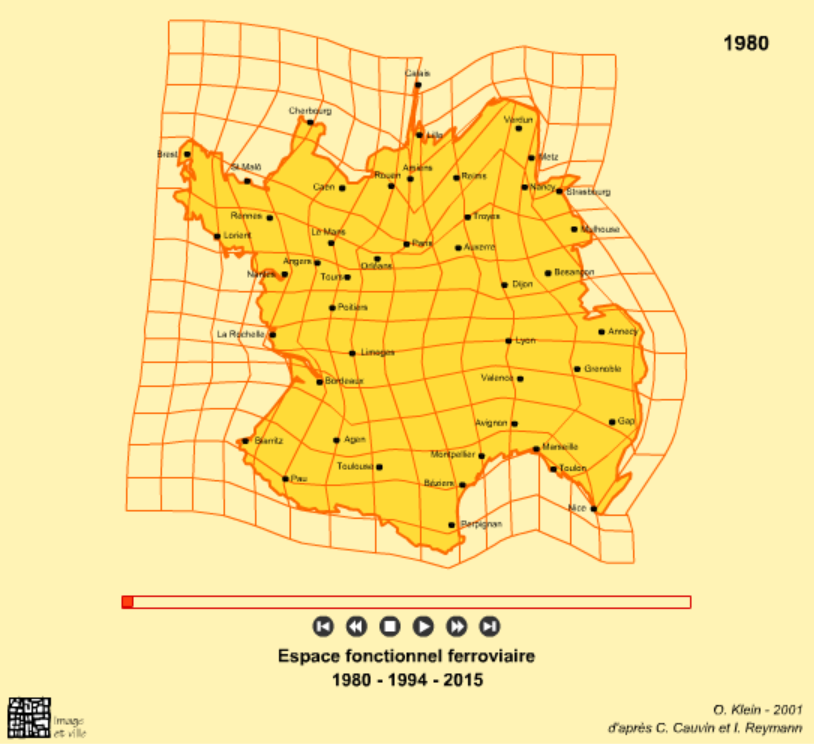 1980
Calais
Cherbourg
Verdun
Lille
Brest
Metz
St Malô
Amiens
Rouen
Reims
Caen
Nancy
Strasbourg
Rennes
Troyes
Lorient
Le Mans
Mulhouse
Paris
Auxerre
Angers
Orléans
Nantes
Tours
Besançon
Dijon
Poitiers
La Rochelle
Annecy
Lyon
Limoges
Grenoble
Bordeaux
Valence
Avignon
Gap
Biarritz
Agen
Marseille
Montpellier
Toulouse
Toulon
Pau
Béziers
Nice
Perpignan
Espace fonctionnel ferroviaire
1980 - 1994 - 2015
O. Klein - 2001
Image
et ville
d'après C. Cauvin et I. Reymann